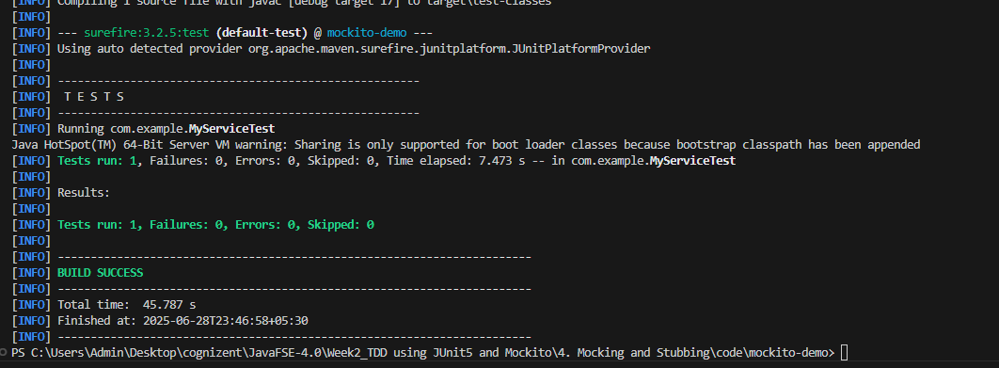 [INFO] Compiling 1 source file with javac [debug target 17] to target\test-classes
[INFO]
[INFO] --- surefire:3.2.5:test (default-test) @ mockito-demo ---
[INFO] Using auto detected provider org.apache.maven.surefire.junitplatform.JUnitPlatformProvider
[INFO]
[INFO] -------------------------------------------------------
[INFO]  T E S T S
[INFO] -------------------------------------------------------
[INFO] Running com.example.MyServiceTest
Java HotSpot(TM) 64-Bit Server VM warning: Sharing is only supported for boot loader classes because bootstrap classpath has been appended
[INFO] Tests run: 1, Failures: 0, Errors: 0, Skipped: 0, Time elapsed: 7.473 s -- in com.example.MyServiceTest
[INFO]
[INFO] Results:
[INFO]
[INFO] Tests run: 1, Failures: 0, Errors: 0, Skipped: 0
[INFO]
[INFO] ------------------------------------------------------------------------
[INFO] BUILD SUCCESS
[INFO] ------------------------------------------------------------------------
[INFO] Total time:  45.787 s
[INFO] Finished at: 2025-06-28T23:46:58+05:30
[INFO] ------------------------------------------------------------------------
PS C:\Users\Admin\Desktop\cognizent\JavaFSE-4.0\Week2_TDD using JUnit5 and Mockito\4. Mocking and Stubbing\code\mockito-demo>